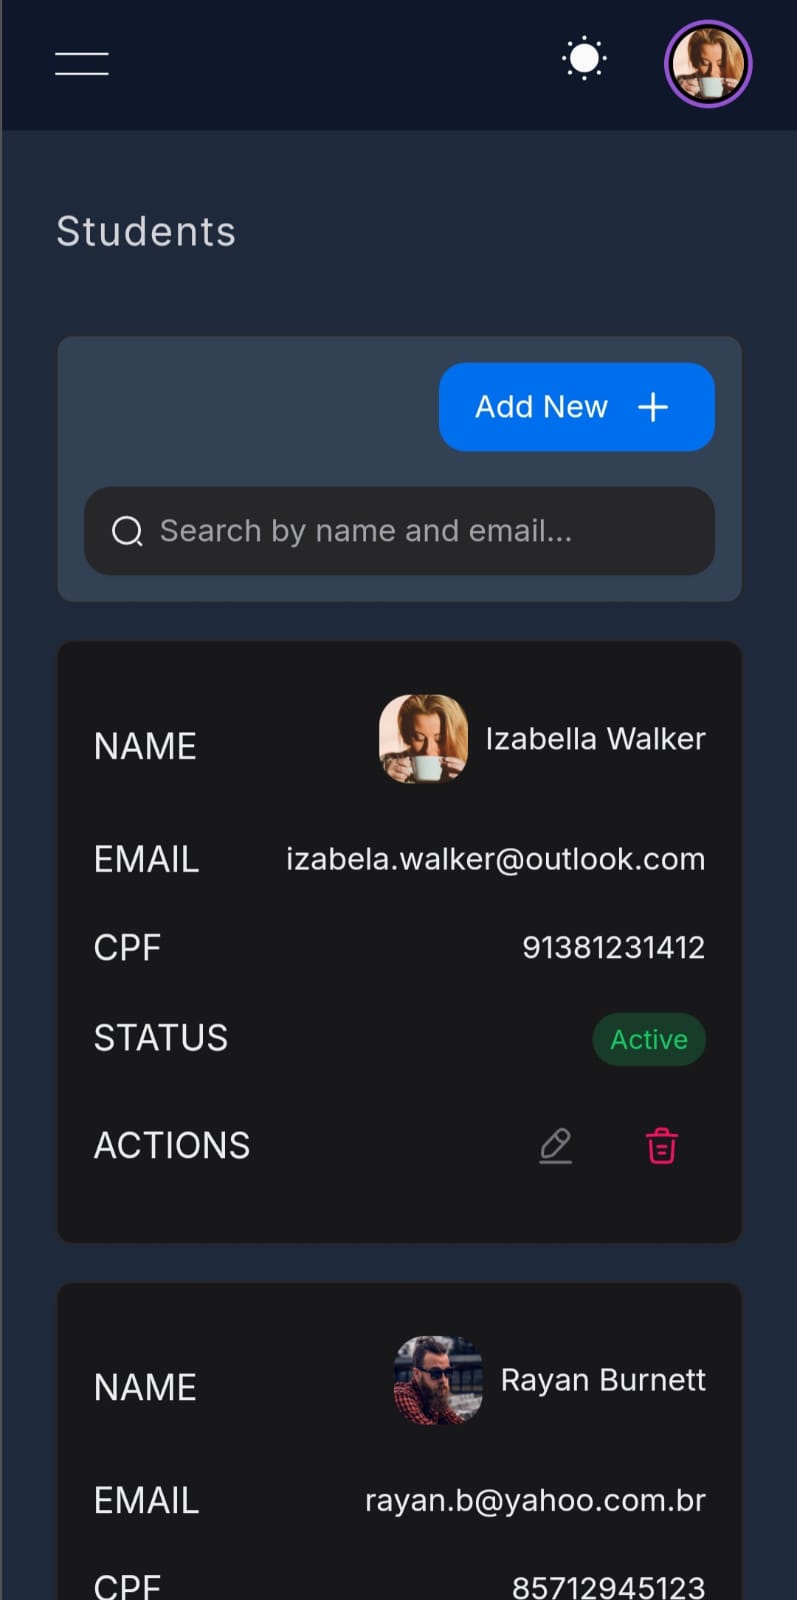 Students
Add New
Search by name and email...
NAME Izabella Walker
EMAIL izabela.walker@outlook.com
CPF 91381231412
STATUS Active
ACTIONS
NAME Rayan Burnett
EMAIL rayan.b@yahoo.com.br
CPF 85712945123